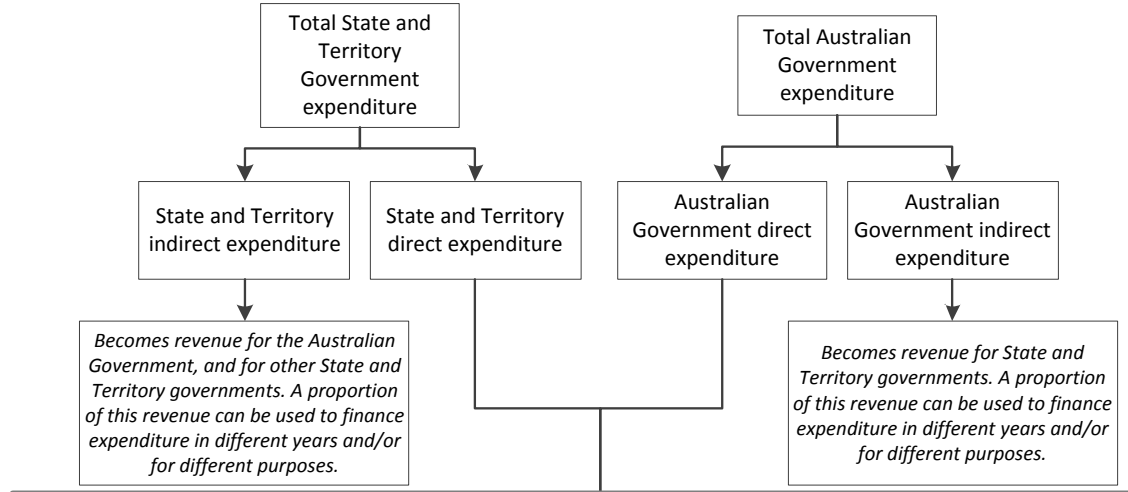 Total State and
Territory
Government
expenditure
Total Australian
Government
expenditure
State and Territory
indirect expenditure
State and Territory
direct expenditure
Australian
Government direct
expenditure
Australian
Government indirect
expenditure
Becomes revenue for the Australian
Government, and for other State and
Territory governments. A proportion
of this revenue can be used to finance
expenditure in different years and/or
for different purposes.
Becomes revenue for State and
Territory governments. A proportion
of this revenue can be used to finance
expenditure in different years and/or
for different purposes.